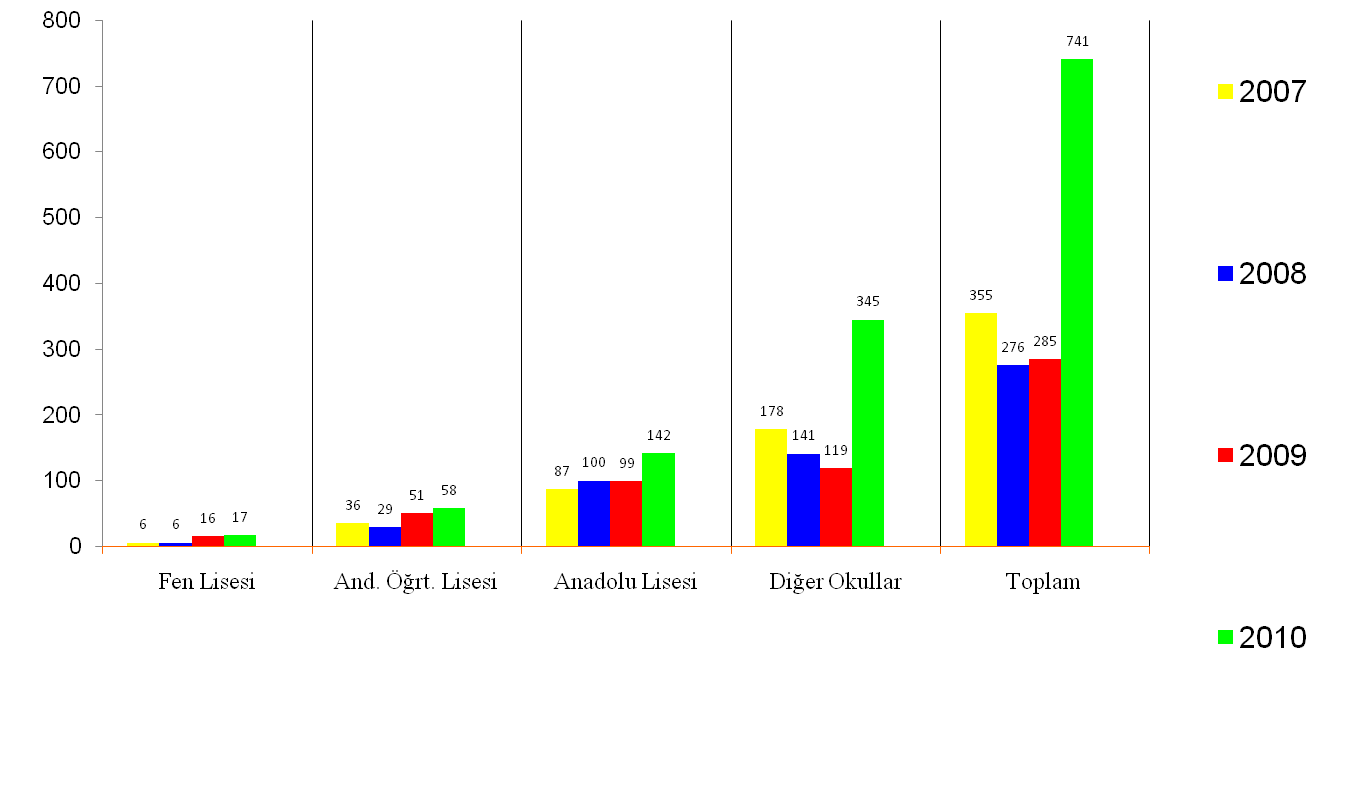 800
700
600
500
400
300
200
100
0
6 6 16 17
36 29 51 58
87 100 99 142
178 141 119 345
355 276 285 741
Fen Lisesi
And. Öğrt. Lisesi
Anadolu Lisesi
Diğer Okullar
Toplam
2007
2008
2009
2010